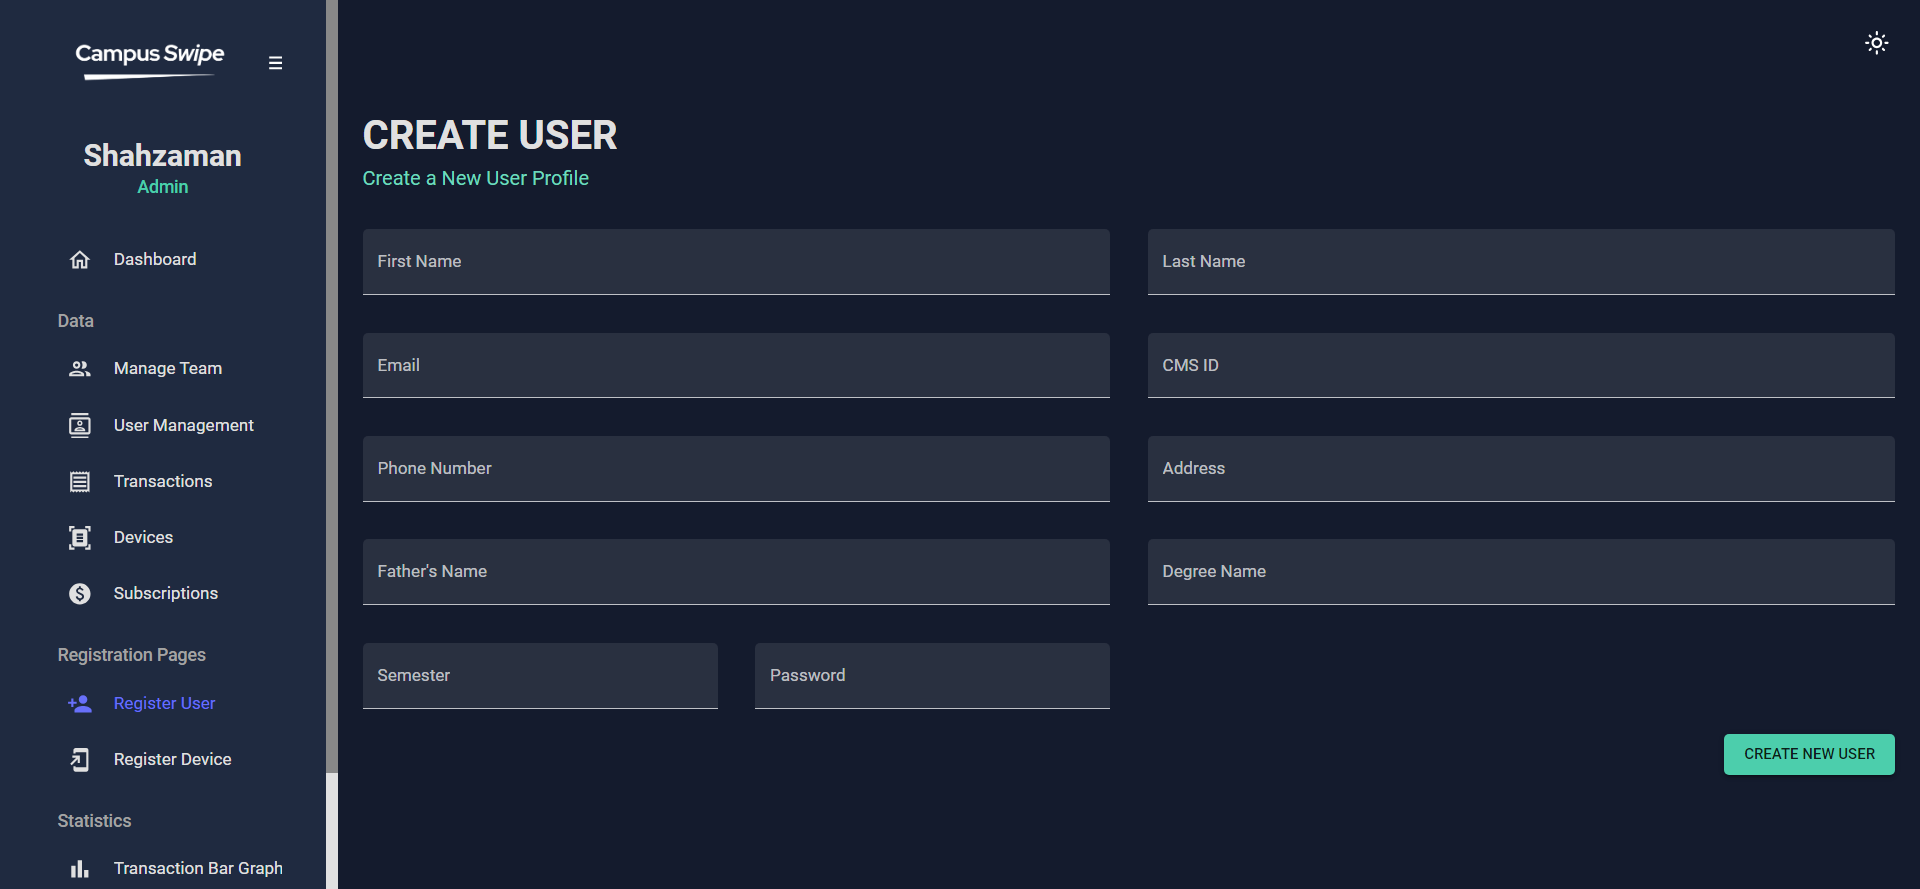 Campus Swipe
Shahzaman
Admin
Dashboard
Data
Manage Team
User Management
Transactions
Devices
Subscriptions
Registration Pages
Register User
Register Device
Statistics
Transaction Bar Graph
CREATE USER
Create a New User Profile
First Name
Last Name
Email
CMS ID
Phone Number
Address
Father's Name
Degree Name
Semester
Password
CREATE NEW USER